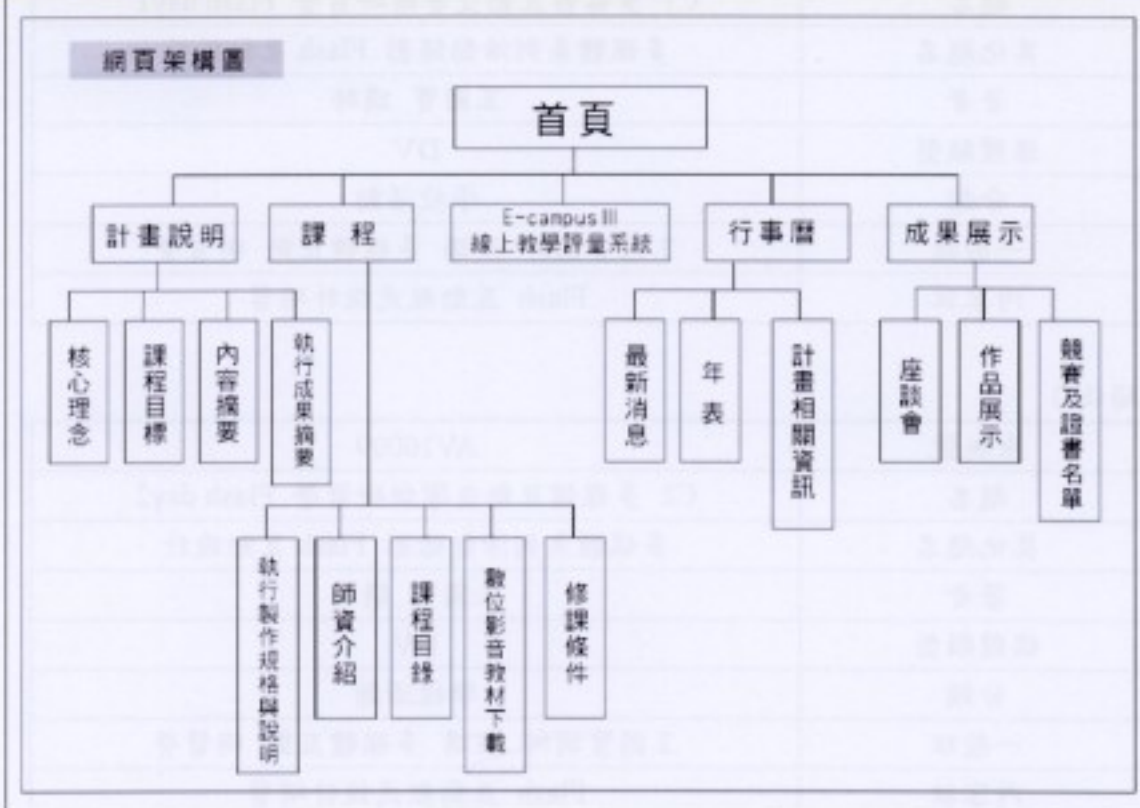 網頁架構圖
首頁
計畫說明
課程
E-campus III
線上教學評量系統
行事曆
成果展示
核心理念
課程目標
內容摘要
執行成果摘要
最新消息
年表
計畫相關資訊
座談會
作品展示
競賽及證書名單
執行製作規格與說明
師資介紹
課程目錄
數位影音教材下載
修課條件